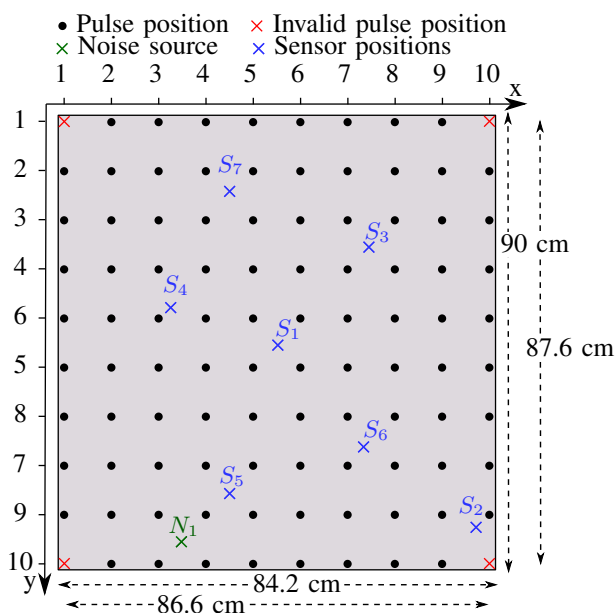 Pulse position Invalid pulse position
Noise source Sensor positions
1 2 3 4 5 6 7 8 9 10
x
1
2
S7
3
S3
90 cm
4
S4
6
S1
87.6 cm
5
8
S6
7
S5
S2
9
N1
10
y
84.2 cm
86.6 cm